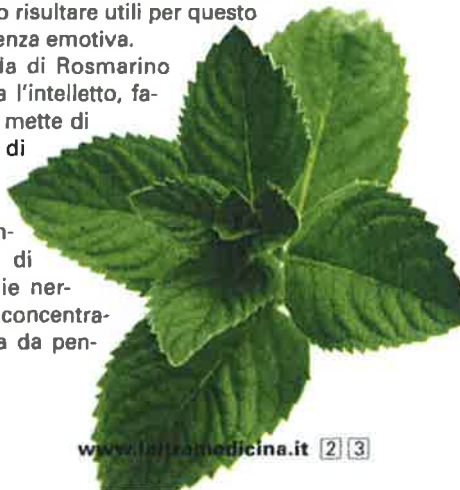 o risultare utili per questo
enza emotiva.
da di Rosmarino
a l'intelletto, fa-
mette di
di
n-
di
ie ner-
concentra-
a da pen-
www.laltramedicina.it 2 3